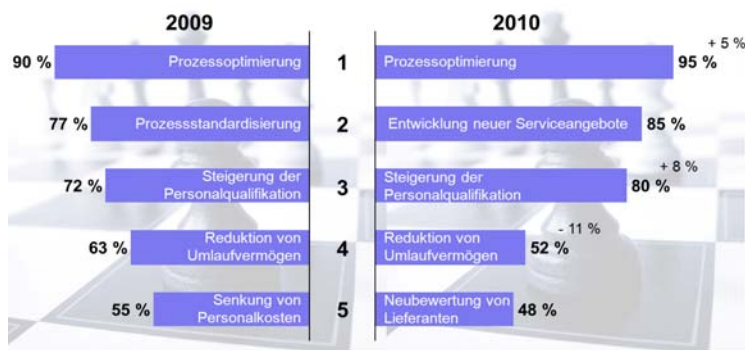 2009
2010
90 %
Prozessoptimierung
1
Prozessoptimierung
95 %
+ 5 %
77 %
Prozessstandardisierung
2
Entwicklung neuer Serviceangebote
85 %
72 %
Steigerung der
Personalqualifikation
3
Steigerung der
Personalqualifikation
80 %
+ 8 %
63 %
Reduktion von
Umlaufvermögen
4
Reduktion von
Umlaufvermögen
52 %
- 11 %
55 %
Senkung von
Personalkosten
5
Neubewertung von
Lieferanten
48 %